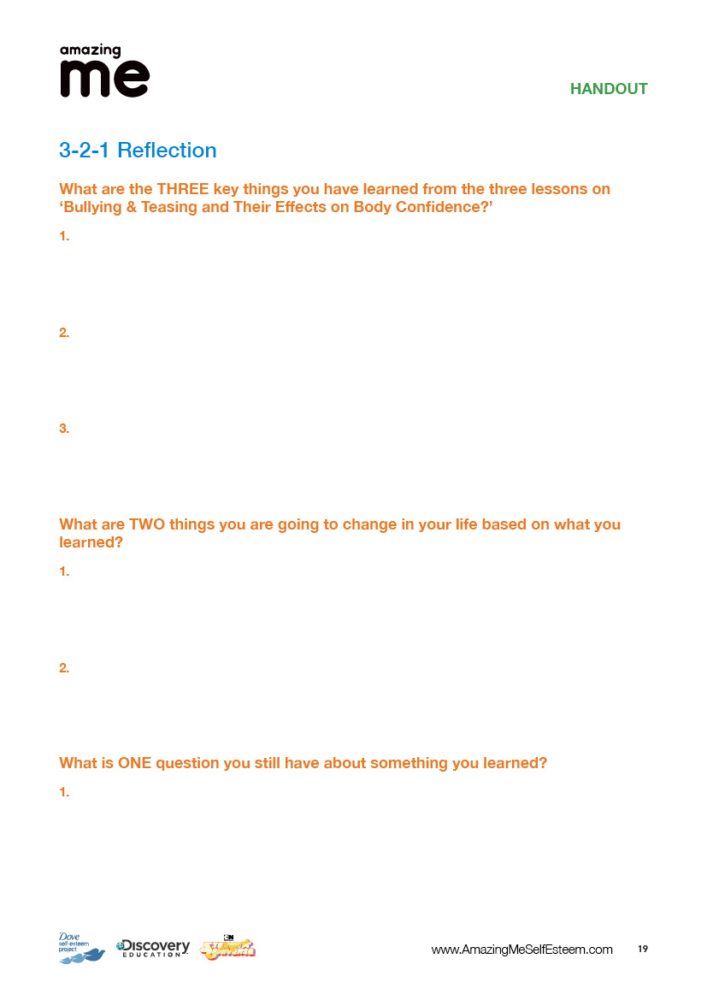 amazing
me
HANDOUT
3-2-1 Reflection
What are the THREE key things you have learned from the three lessons on
‘Bullying & Teasing and Their Effects on Body Confidence?’
1.
2.
3.
What are TWO things you are going to change in your life based on what you
learned?
1.
2.
What is ONE question you still have about something you learned?
1.
Dove
self-esteem
project
Discovery
EDUCATION
CN
www.AmazingMeSelfEsteem.com
19